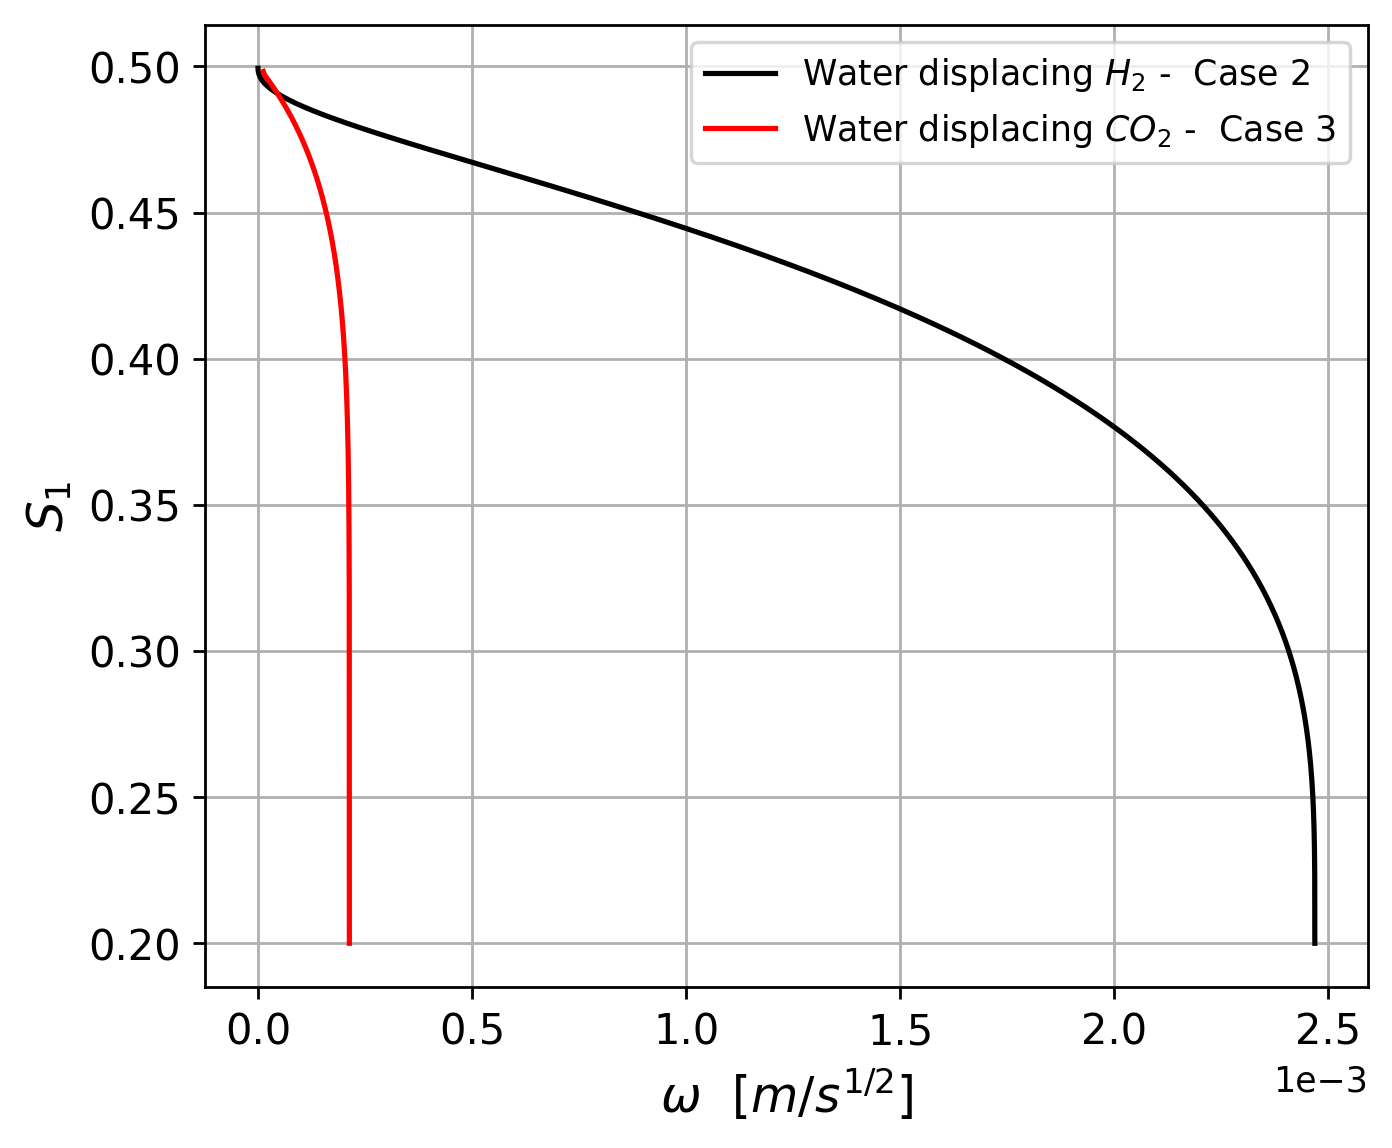 Water displacing H₂ - Case 2
Water displacing CO₂ - Case 3
0.50
0.45
0.40
0.35
0.30
0.25
0.20
S₁
0.0 0.5 1.0 1.5 2.0 2.5
1e−3
ω [m/s^{1/2}]